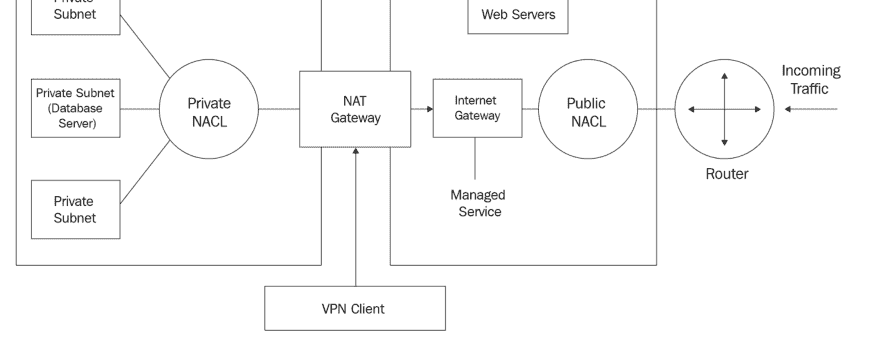 Private
Subnet
Web Servers
Private Subnet
(Database
Server)
Private
NACL
NAT
Gateway
Internet
Gateway
Public
NACL
Incoming
Traffic
Router
Managed
Service
Private
Subnet
VPN Client